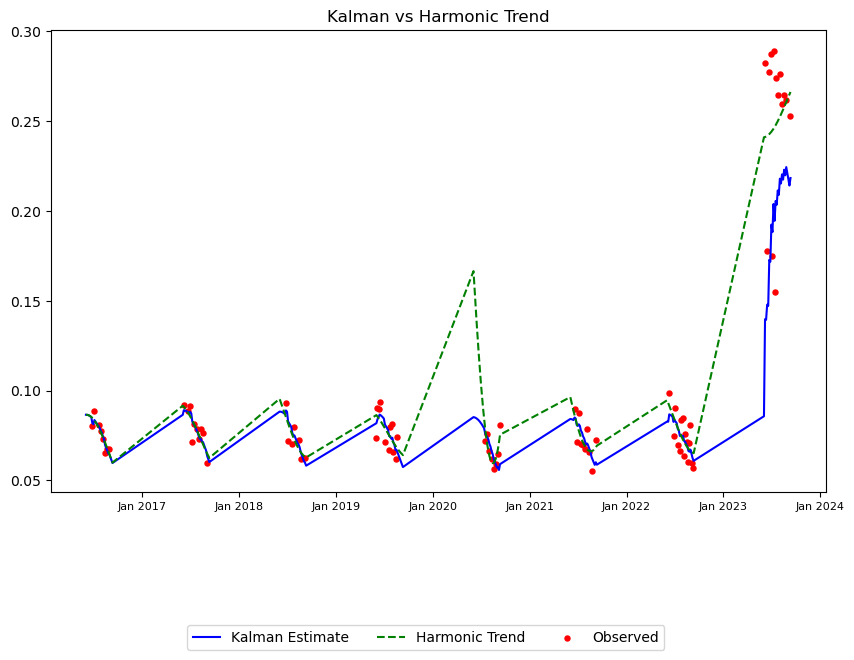 Kalman vs Harmonic Trend
0.30
0.25
0.20
0.15
0.10
0.05
Jan 2017 Jan 2018 Jan 2019 Jan 2020 Jan 2021 Jan 2022 Jan 2023 Jan 2024
Kalman Estimate Harmonic Trend Observed